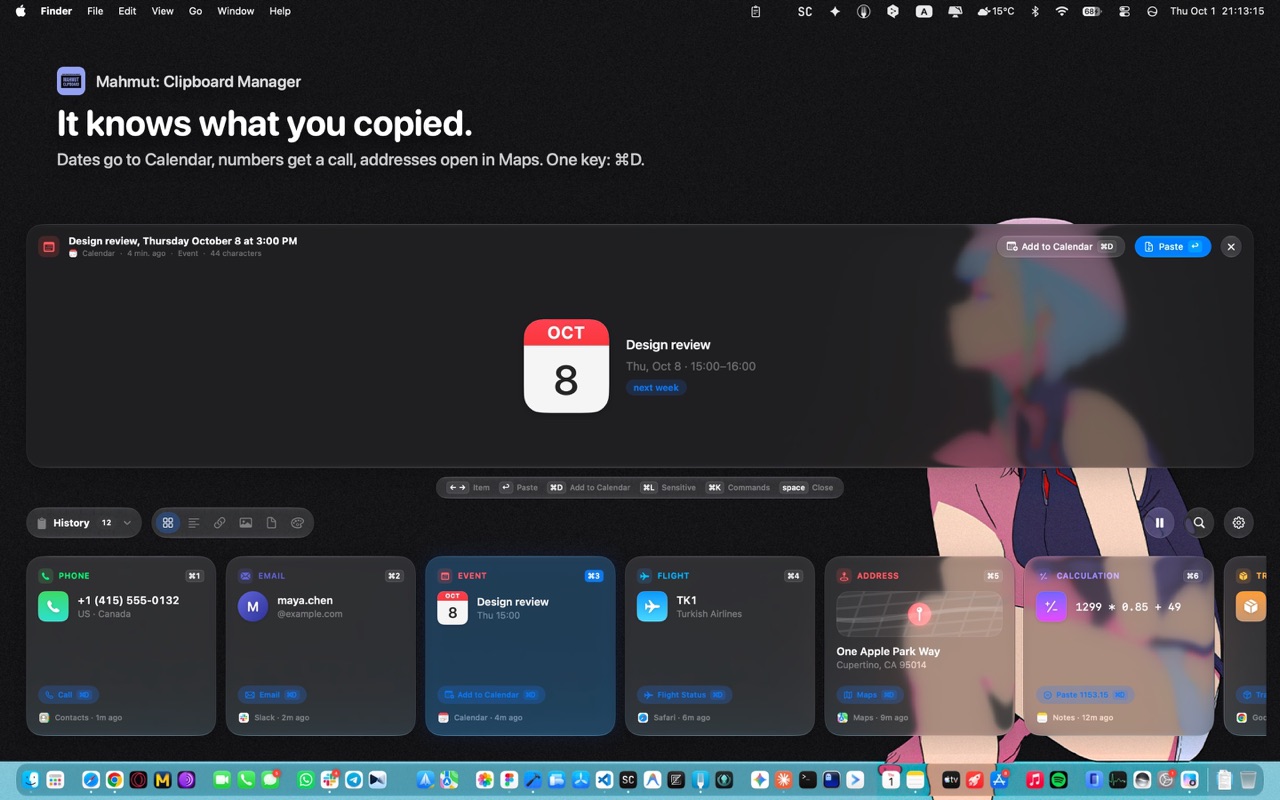 Finder File Edit View Go Window Help
SC A 15°C 68 Thu Oct 1 21:13:15
Mahmut: Clipboard Manager
It knows what you copied.
Dates go to Calendar, numbers get a call, addresses open in Maps. One key: ⌘D.
Design review, Thursday October 8 at 3:00 PM
Calendar · 4 min. ago · Event · 44 characters
Add to Calendar ⌘D Paste ↩ ✕
OCT
8
Design review
Thu, Oct 8 · 15:00–16:00
next week
←→ Item ↩ Paste ⌘D Add to Calendar ⌘L Sensitive ⌘K Commands space Close
History 12
PHONE ⌘1
+1 (415) 555-0132
US · Canada
Call ⌘D
Contacts · 1m ago
EMAIL ⌘2
M
maya.chen
@example.com
Email ⌘D
Slack · 2m ago
EVENT ⌘3
OCT
8
Design review
Thu 15:00
Add to Calendar ⌘D
Calendar · 4m ago
FLIGHT ⌘4
TK1
Turkish Airlines
Flight Status ⌘D
Safari · 6m ago
ADDRESS ⌘5
One Apple Park Way
Cupertino, CA 95014
Maps ⌘D
Maps · 9m ago
CALCULATION ⌘6
1299 * 0.85 + 49
Paste 1153.15 ⌘D
Notes · 12m ago
TR
Tra
Goo
SC
tv